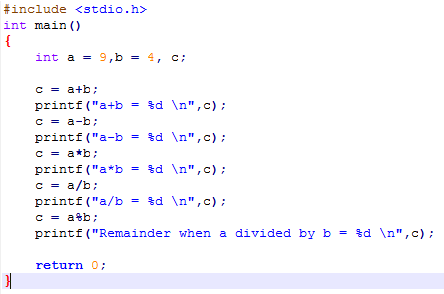 #include <stdio.h>
int main()
{
    int a = 9,b = 4, c;

    c = a+b;
    printf("a+b = %d \n",c);
    c = a-b;
    printf("a-b = %d \n",c);
    c = a*b;
    printf("a*b = %d \n",c);
    c = a/b;
    printf("a/b = %d \n",c);
    c = a%b;
    printf("Remainder when a divided by b = %d \n",c);

    return 0;
}